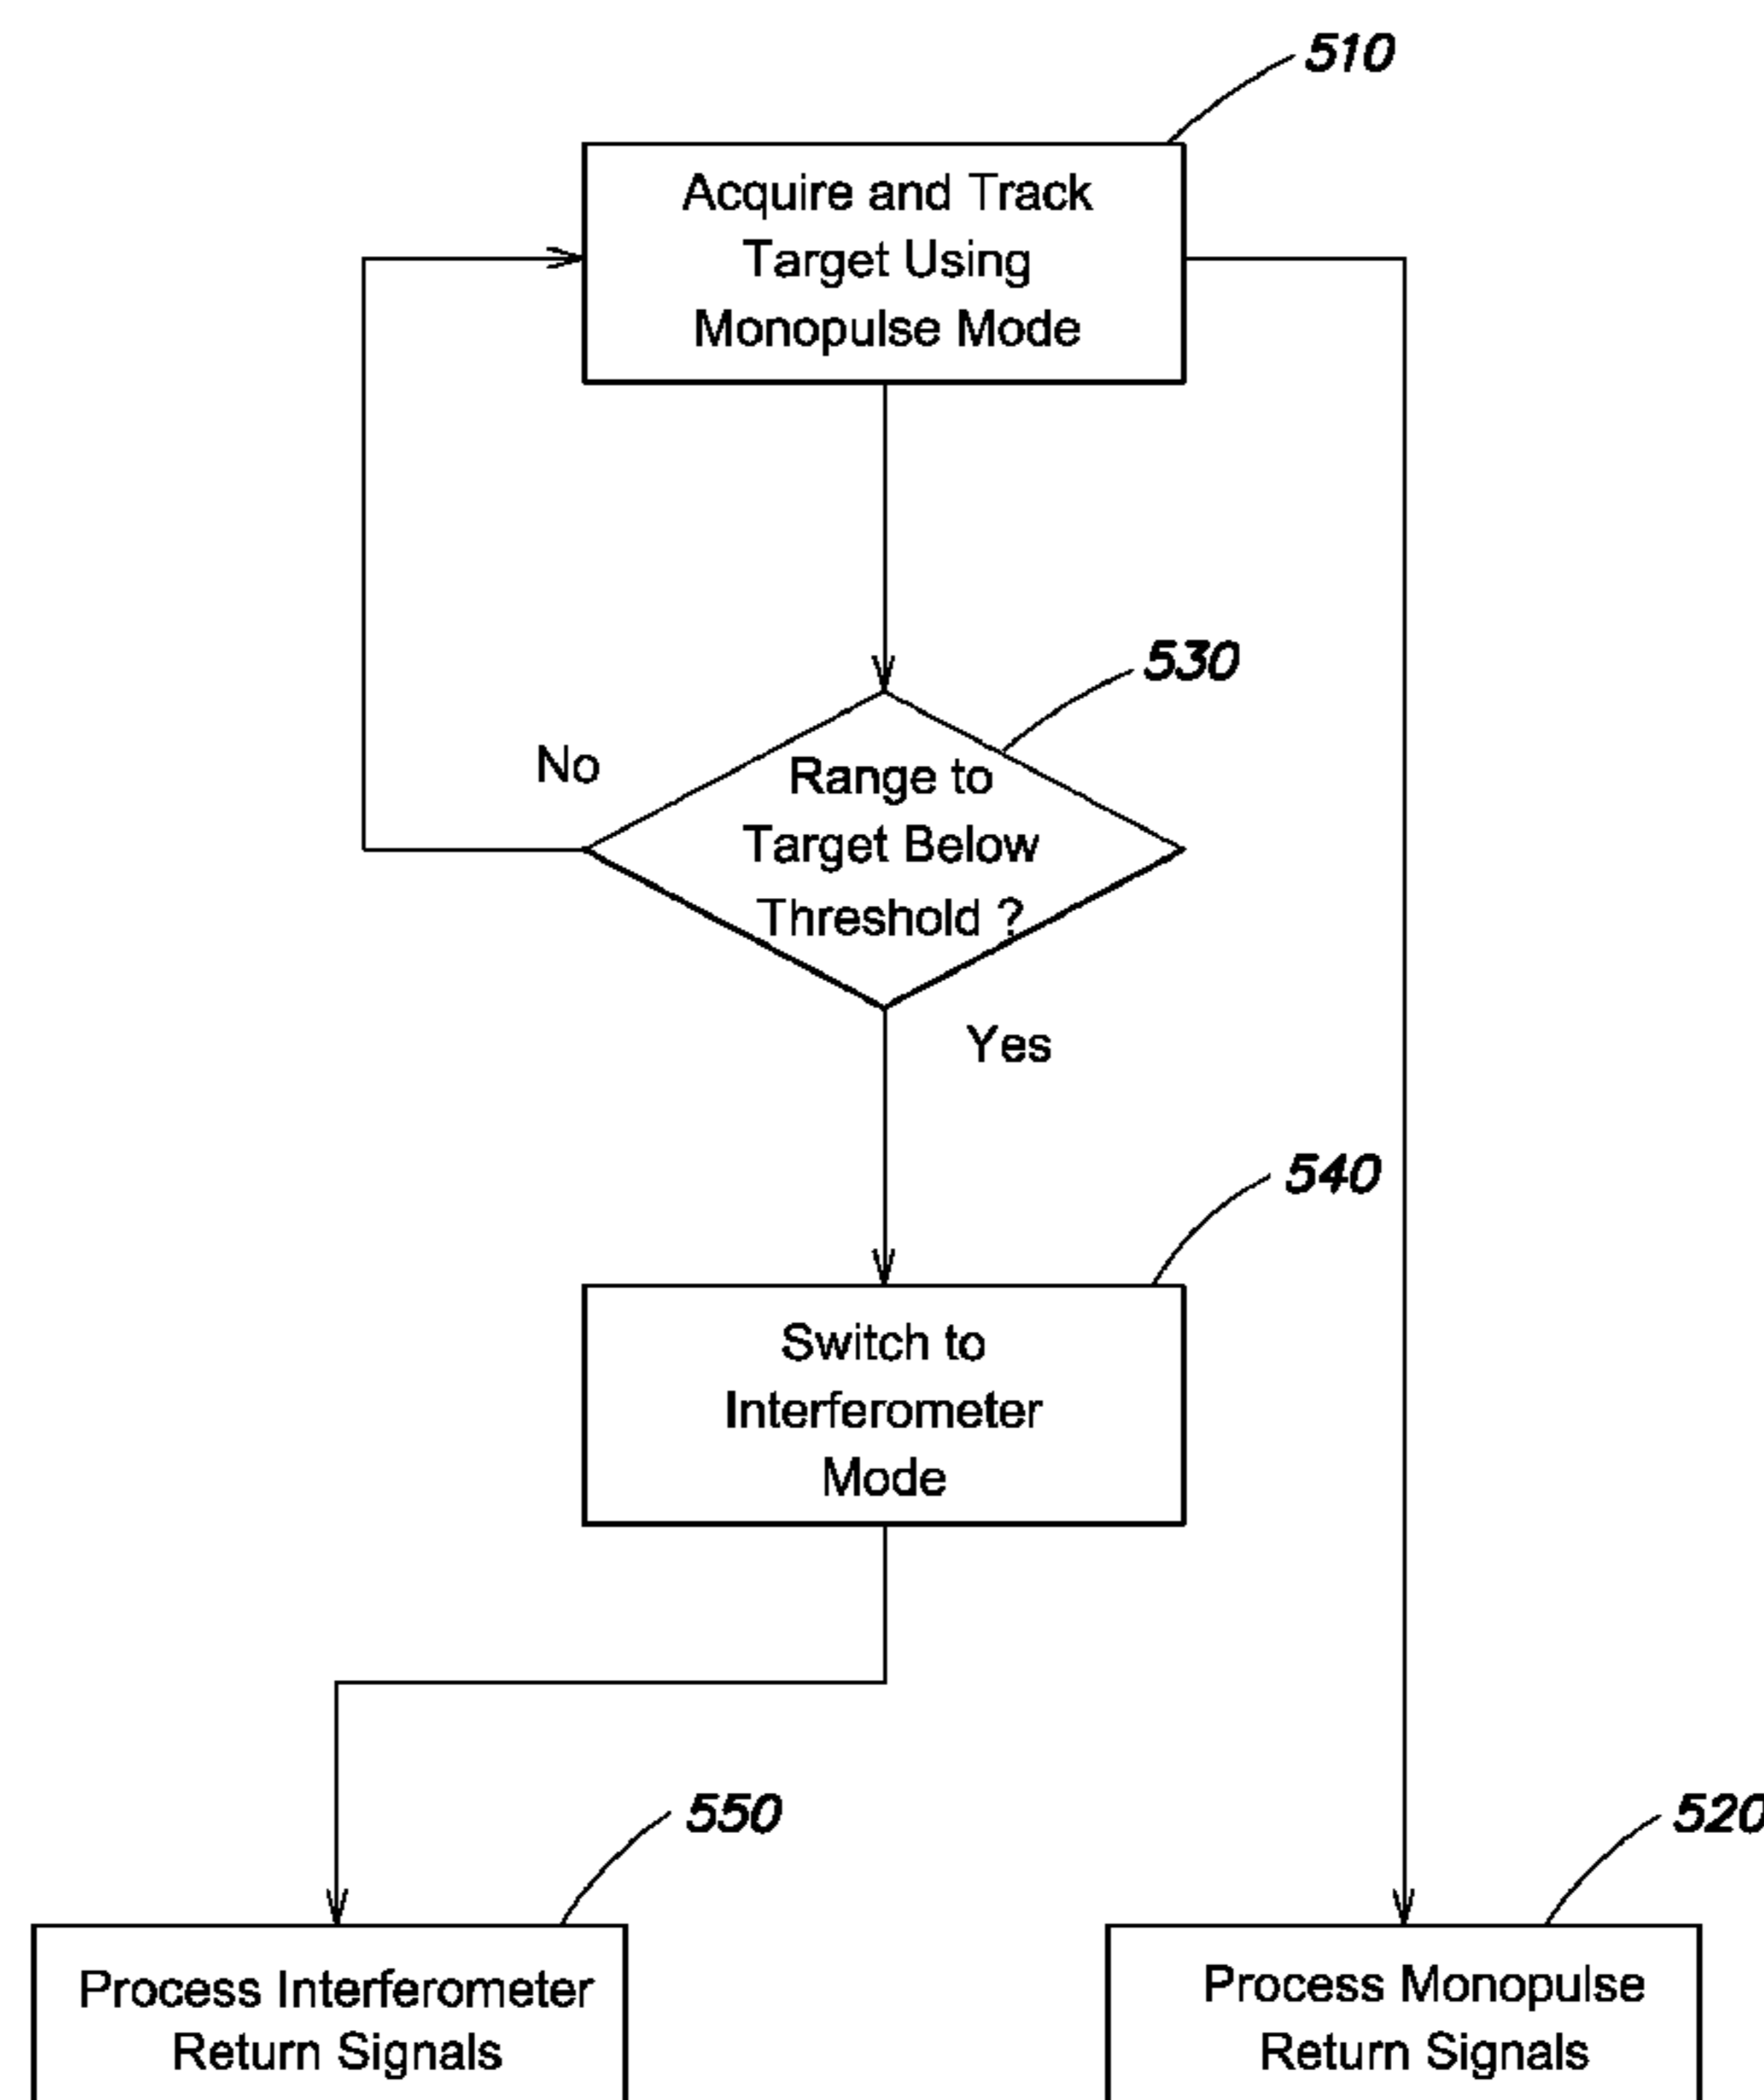 510
Acquire and Track
Target Using
Monopulse Mode
530
No
Range to
Target Below
Threshold ?
Yes
540
Switch to
Interferometer
Mode
550
520
Process Interferometer
Return Signals
Process Monopulse
Return Signals